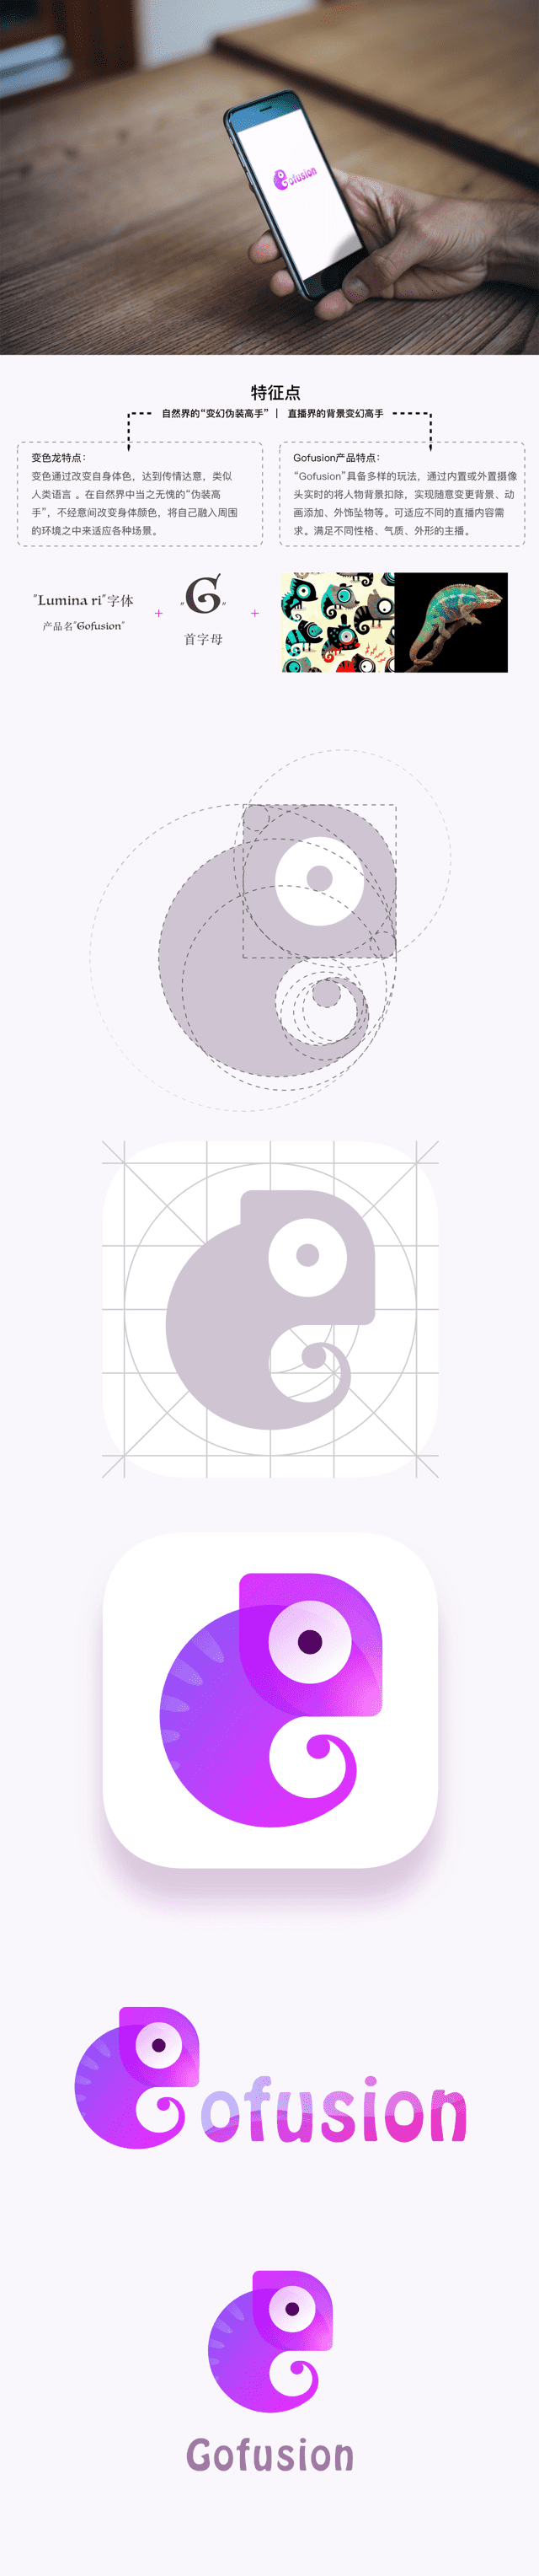 ofusion
特征点
自然界的“变幻伪装高手” | 直播界的背景变幻高手
变色龙特点：
变色通过改变自身体色，达到传情达意，类似
人类语言 。在自然界中当之无愧的“伪装高
手”，不经意间改变身体颜色，将自己融入周围
的环境之中来适应各种场景。
Gofusion产品特点：
“Gofusion”具备多样的玩法，通过内置或外置摄像
头实时的将人物背景扣除，实现随意变更背景、动
画添加、外饰坠物等。可适应不同的直播内容需
求。满足不同性格、气质、外形的主播。
"Lumina ri"字体
产品名"Gofusion"
+
"G"
首字母
+
ofusion
Gofusion